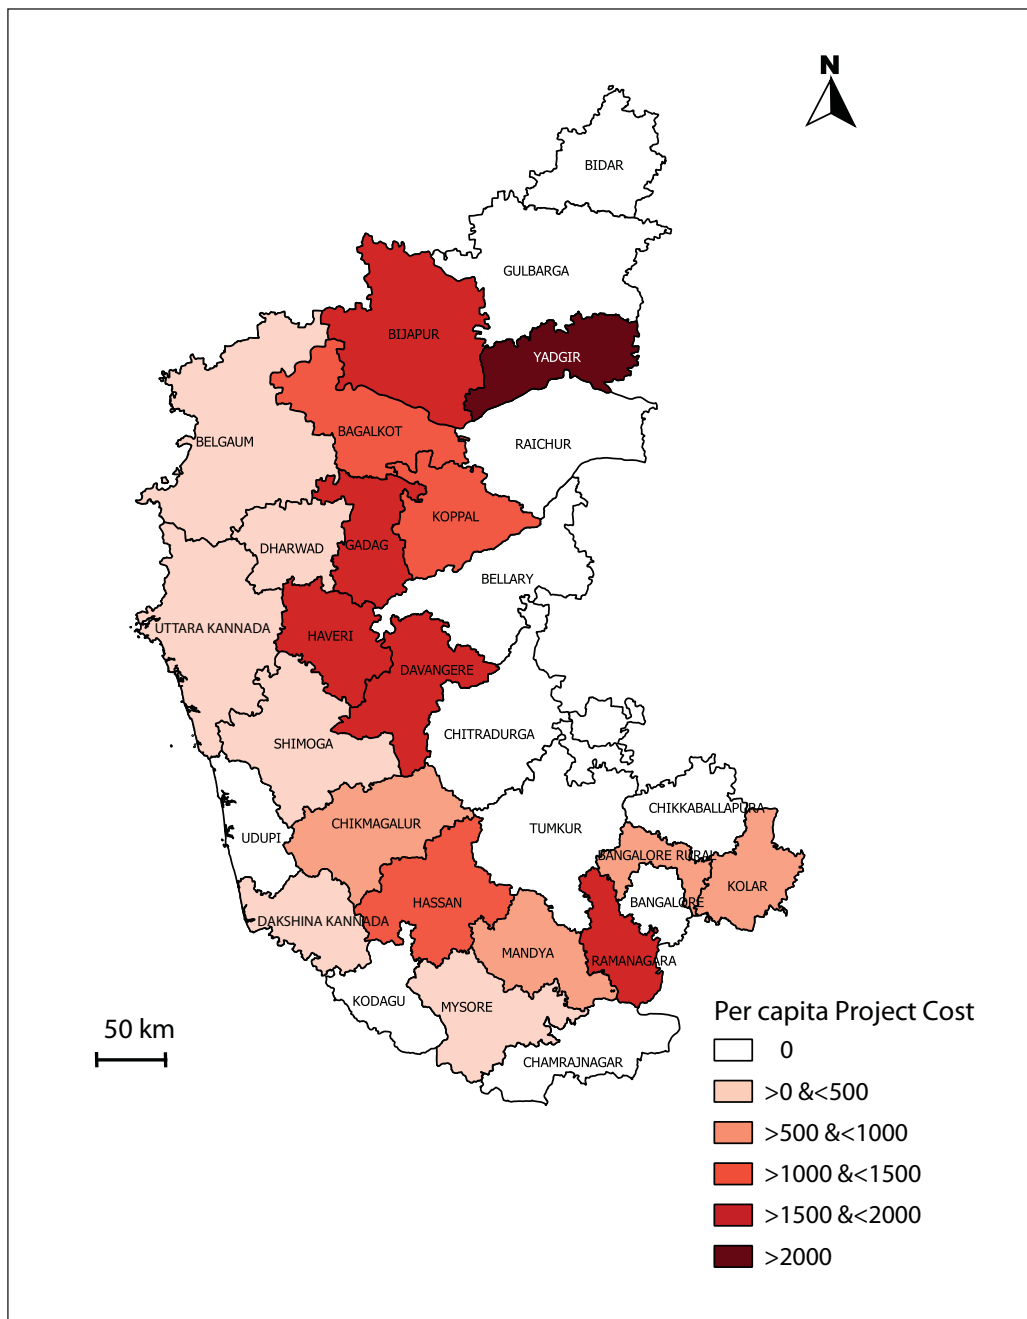 N
BIDAR
GULBARGA
BIJAPUR
YADGIR
BAGALKOT
BELGAUM
RAICHUR
KOPPAL
DHARWAD
GADAG
BELLARY
UTTARA KANNADA
HAVERI
DAVANGERE
CHITRADURGA
SHIMOGA
CHIKKABALLAPURA
CHIKMAGALUR
TUMKUR
UDUPI
BANGALORE RURAL
KOLAR
HASSAN
BANGALORE
DAKSHINA KANNADA
MANDYA
RAMANAGARA
KODAGU
MYSORE
CHAMRAJNAGAR
50 km
Per capita Project Cost
0
>0 &<500
>500 &<1000
>1000 &<1500
>1500 &<2000
>2000